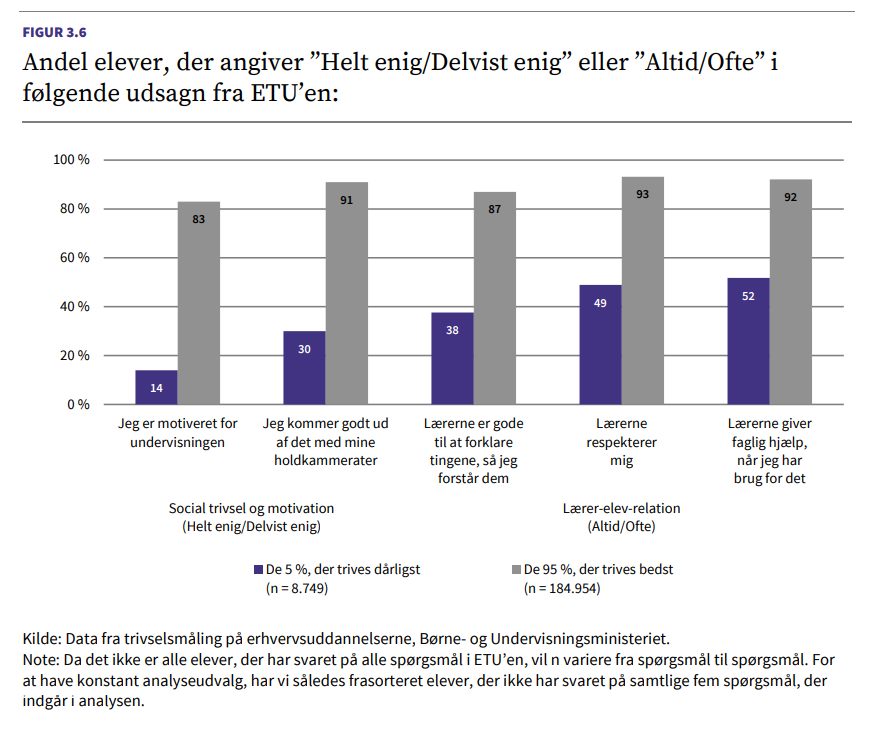 FIGUR 3.6
Andel elever, der angiver ”Helt enig/Delvist enig” eller ”Altid/Ofte” i
følgende udsagn fra ETU’en:
100 %
80 %
60 %
40 %
20 %
0 %
83
91
87
93
92
14
30
38
49
52
Jeg er motiveret for
undervisningen
Jeg kommer godt ud
af det med mine
holdkammerater
Lærerne er gode
til at forklare
tingene, så jeg
forstår dem
Lærerne
respekterer
mig
Lærerne giver
faglig hjælp,
når jeg har
brug for det
Social trivsel og motivation
(Helt enig/Delvist enig)
Lærer-elev-relation
(Altid/Ofte)
De 5 %, der trives dårligst
(n = 8.749)
De 95 %, der trives bedst
(n = 184.954)
Kilde: Data fra trivselsmåling på erhvervsuddannelserne, Børne- og Undervisningsministeriet.
Note: Da det ikke er alle elever, der har svaret på alle spørgsmål i ETU’en, vil n variere fra spørgsmål til spørgsmål. For
at have konstant analyseudvalg, har vi således frasorteret elever, der ikke har svaret på samtlige fem spørgsmål, der
indgår i analysen.